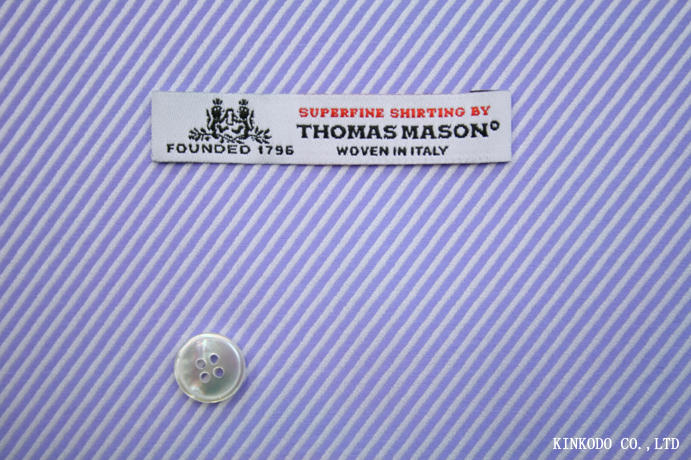 SUPERFINE SHIRTING BY
THOMAS MASON®
FOUNDED 1796
WOVEN IN ITALY
KINKODO CO.,LTD